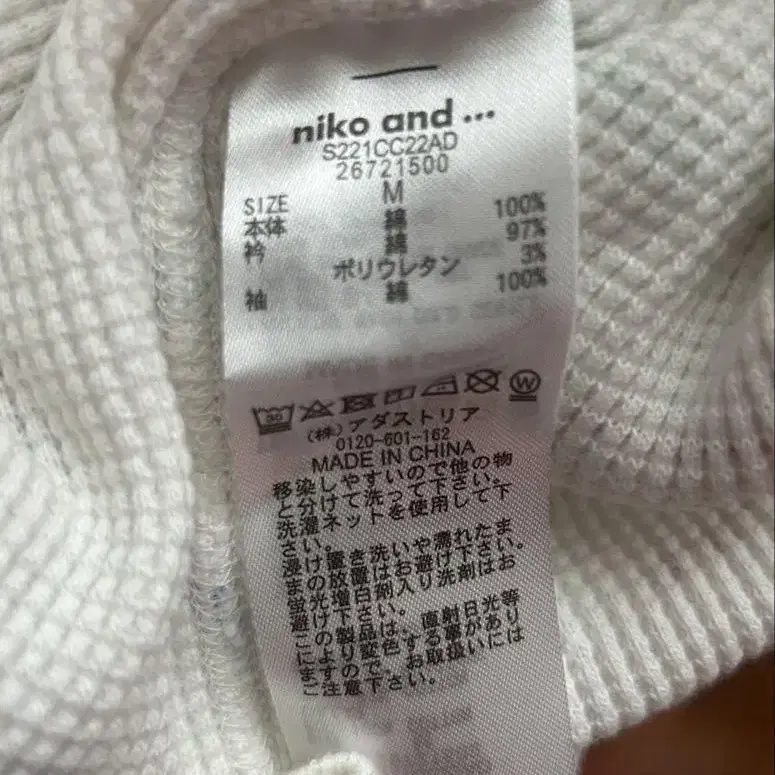 niko and ...
S221CC22AD
26721500
SIZE M
本体 綿 100%
衿 綿 97%
ポリウレタン 3%
袖 綿 100%
(株)アダストリア
0120-601-162
MADE IN CHINA
移染しやすいので他の物
と分けて洗って下さい。
洗濯ネットを使用して下
さい。
浸け置き洗いや濡れたま
まの放置はお避け下さい。
蛍光増白剤入り洗剤はお
避け下さい。
この製品は、直射日光等
により変色する事があり
ますので、お取扱いには
ご注意下さい。